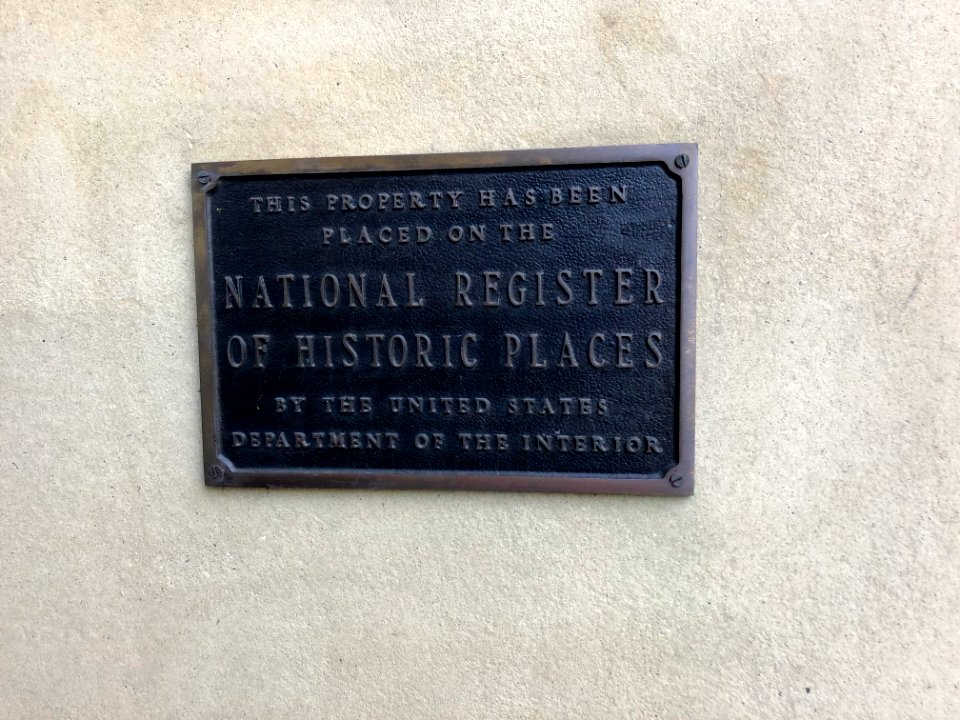 THIS PROPERTY HAS BEEN
PLACED ON THE
NATIONAL REGISTER
OF HISTORIC PLACES
BY THE UNITED STATES
DEPARTMENT OF THE INTERIOR